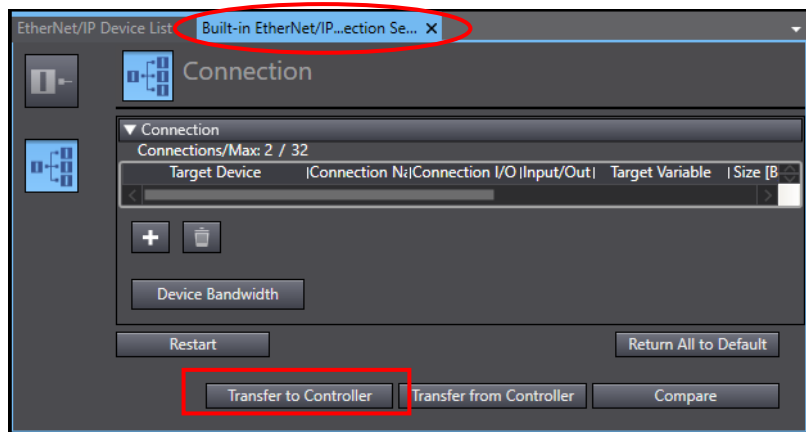 EtherNet/IP Device List Built-in EtherNet/IP...ection Se... X
Connection
▼ Connection
Connections/Max: 2 / 32
Target Device |Connection Na|Connection I/O |Input/Out| Target Variable | Size [B
+
Device Bandwidth
Restart Return All to Default
Transfer to Controller Transfer from Controller Compare